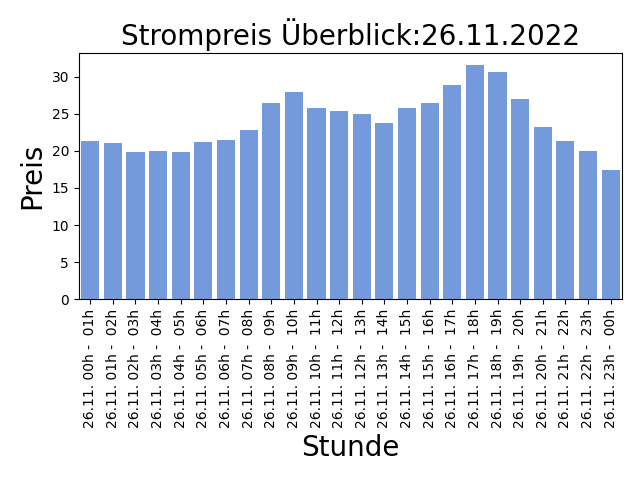 Strompreis Überblick:26.11.2022
Preis
30
25
20
15
10
5
0
26.11. 00h - 01h
26.11. 01h - 02h
26.11. 02h - 03h
26.11. 03h - 04h
26.11. 04h - 05h
26.11. 05h - 06h
26.11. 06h - 07h
26.11. 07h - 08h
26.11. 08h - 09h
26.11. 09h - 10h
26.11. 10h - 11h
26.11. 11h - 12h
26.11. 12h - 13h
26.11. 13h - 14h
26.11. 14h - 15h
26.11. 15h - 16h
26.11. 16h - 17h
26.11. 17h - 18h
26.11. 18h - 19h
26.11. 19h - 20h
26.11. 20h - 21h
26.11. 21h - 22h
26.11. 22h - 23h
26.11. 23h - 00h
Stunde